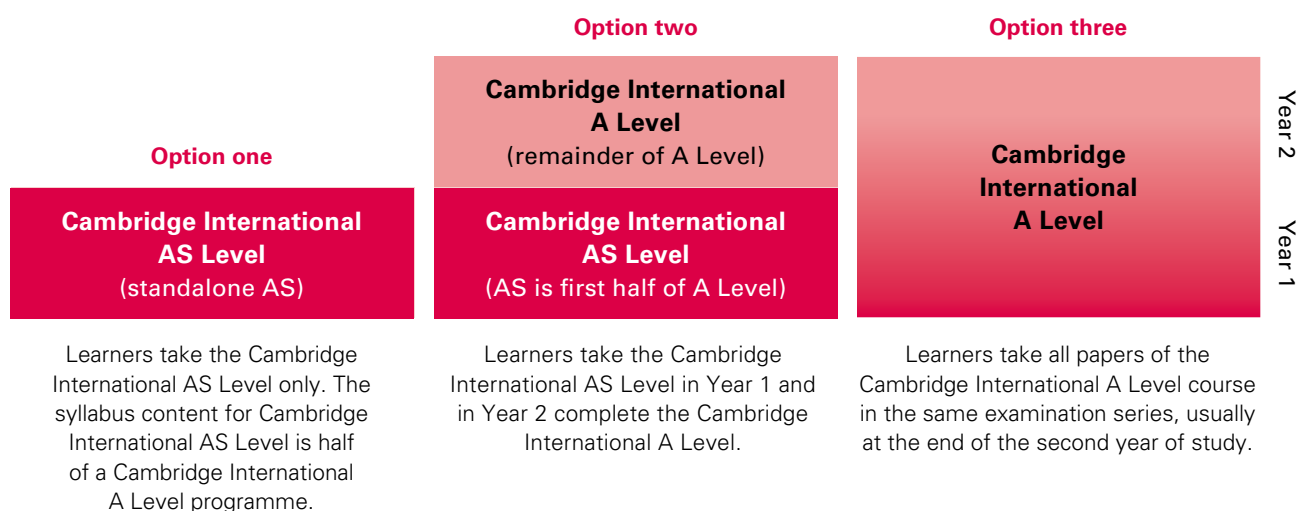 Option one
Cambridge International
AS Level
(standalone AS)
Learners take the Cambridge
International AS Level only. The
syllabus content for Cambridge
International AS Level is half
of a Cambridge International
A Level programme.
Option two
Cambridge International
A Level
(remainder of A Level)
Cambridge International
AS Level
(AS is first half of A Level)
Learners take the Cambridge
International AS Level in Year 1 and
in Year 2 complete the Cambridge
International A Level.
Option three
Cambridge
International
A Level
Learners take all papers of the
Cambridge International A Level course
in the same examination series, usually
at the end of the second year of study.
Year 2
Year 1